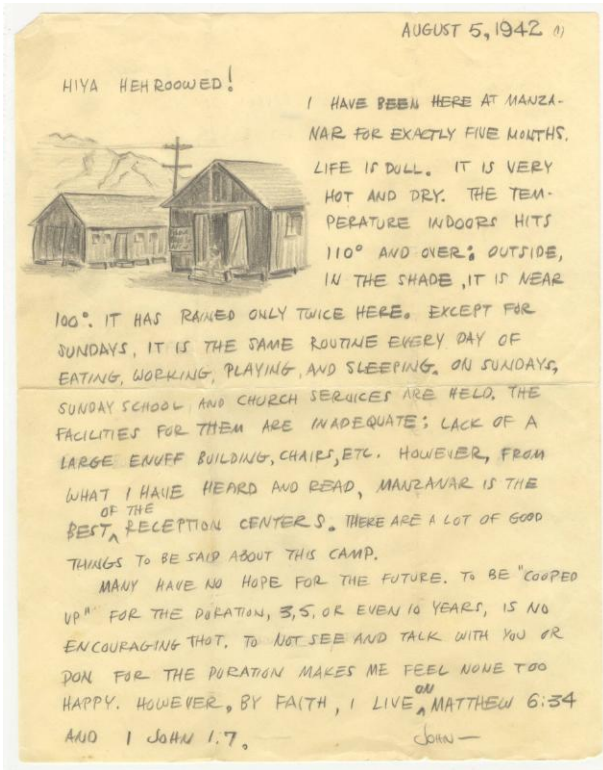 AUGUST 5, 1942 (1)
HIYA HEHROOWED!
I HAVE BEEN HERE AT MANZA-
NAR FOR EXACTLY FIVE MONTHS.
LIFE IS DULL. IT IS VERY
HOT AND DRY. THE TEM-
PERATURE INDOORS HITS
110° AND OVER; OUTSIDE,
IN THE SHADE, IT IS NEAR
100°. IT HAS RAINED ONLY TWICE HERE. EXCEPT FOR
SUNDAYS, IT IS THE SAME ROUTINE EVERY DAY OF
EATING, WORKING, PLAYING, AND SLEEPING. ON SUNDAYS,
SUNDAY SCHOOL AND CHURCH SERVICES ARE HELD. THE
FACILITIES FOR THEM ARE INADEQUATE: LACK OF A
LARGE ENUFF BUILDING, CHAIRS, ETC. HOWEVER, FROM
WHAT I HAVE HEARD AND READ, MANZANAR IS THE
BEST OF THE RECEPTION CENTERS. THERE ARE A LOT OF GOOD
THINGS TO BE SAID ABOUT THIS CAMP.
MANY HAVE NO HOPE FOR THE FUTURE. TO BE "COOPED
UP" FOR THE DURATION, 3, 5, OR EVEN 10 YEARS, IS NO
ENCOURAGING THOT. TO NOT SEE AND TALK WITH YOU OR
DON FOR THE DURATION MAKES ME FEEL NONE TOO
HAPPY. HOWEVER, BY FAITH, I LIVE ON MATTHEW 6:34
AND 1 JOHN 1:7.
JOHN—